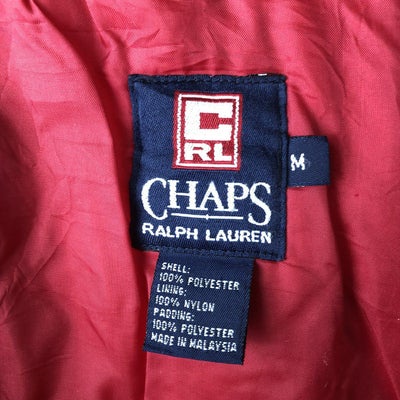 C
RL
CHAPS
RALPH LAUREN
M
SHELL:
100% POLYESTER
LINING:
100% NYLON
PADDING:
100% POLYESTER
MADE IN MALAYSIA